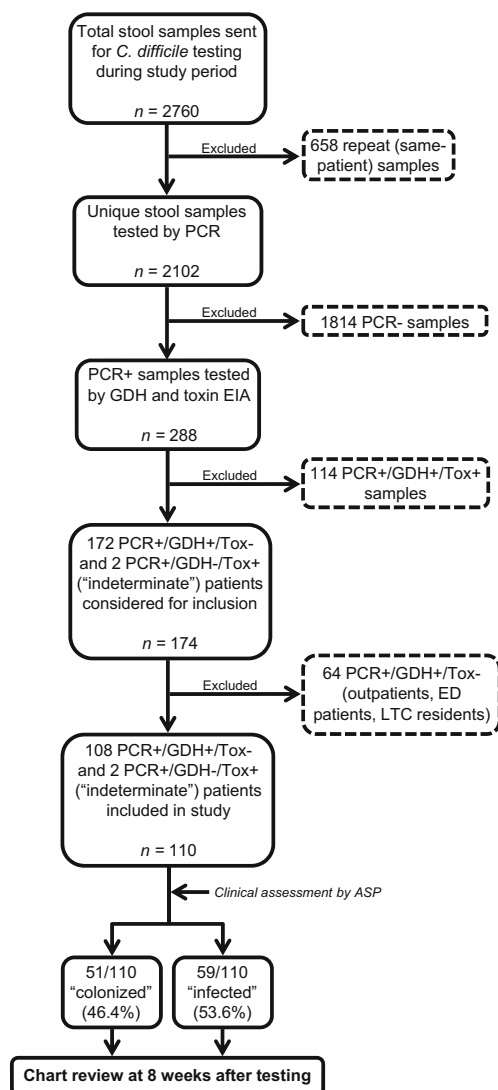 Total stool samples sent
for C. difficile testing
during study period
n = 2760
Excluded
658 repeat (same-
patient) samples
Unique stool samples
tested by PCR
n = 2102
Excluded
1814 PCR- samples
PCR+ samples tested
by GDH and toxin EIA
n = 288
Excluded
114 PCR+/GDH+/Tox+
samples
172 PCR+/GDH+/Tox-
and 2 PCR+/GDH-/Tox+
(“indeterminate”) patients
considered for inclusion
n = 174
Excluded
64 PCR+/GDH+/Tox-
(outpatients, ED
patients, LTC residents)
108 PCR+/GDH+/Tox-
and 2 PCR+/GDH-/Tox+
(“indeterminate”) patients
included in study
n = 110
Clinical assessment by ASP
51/110
“colonized”
(46.4%)
59/110
“infected”
(53.6%)
Chart review at 8 weeks after testing